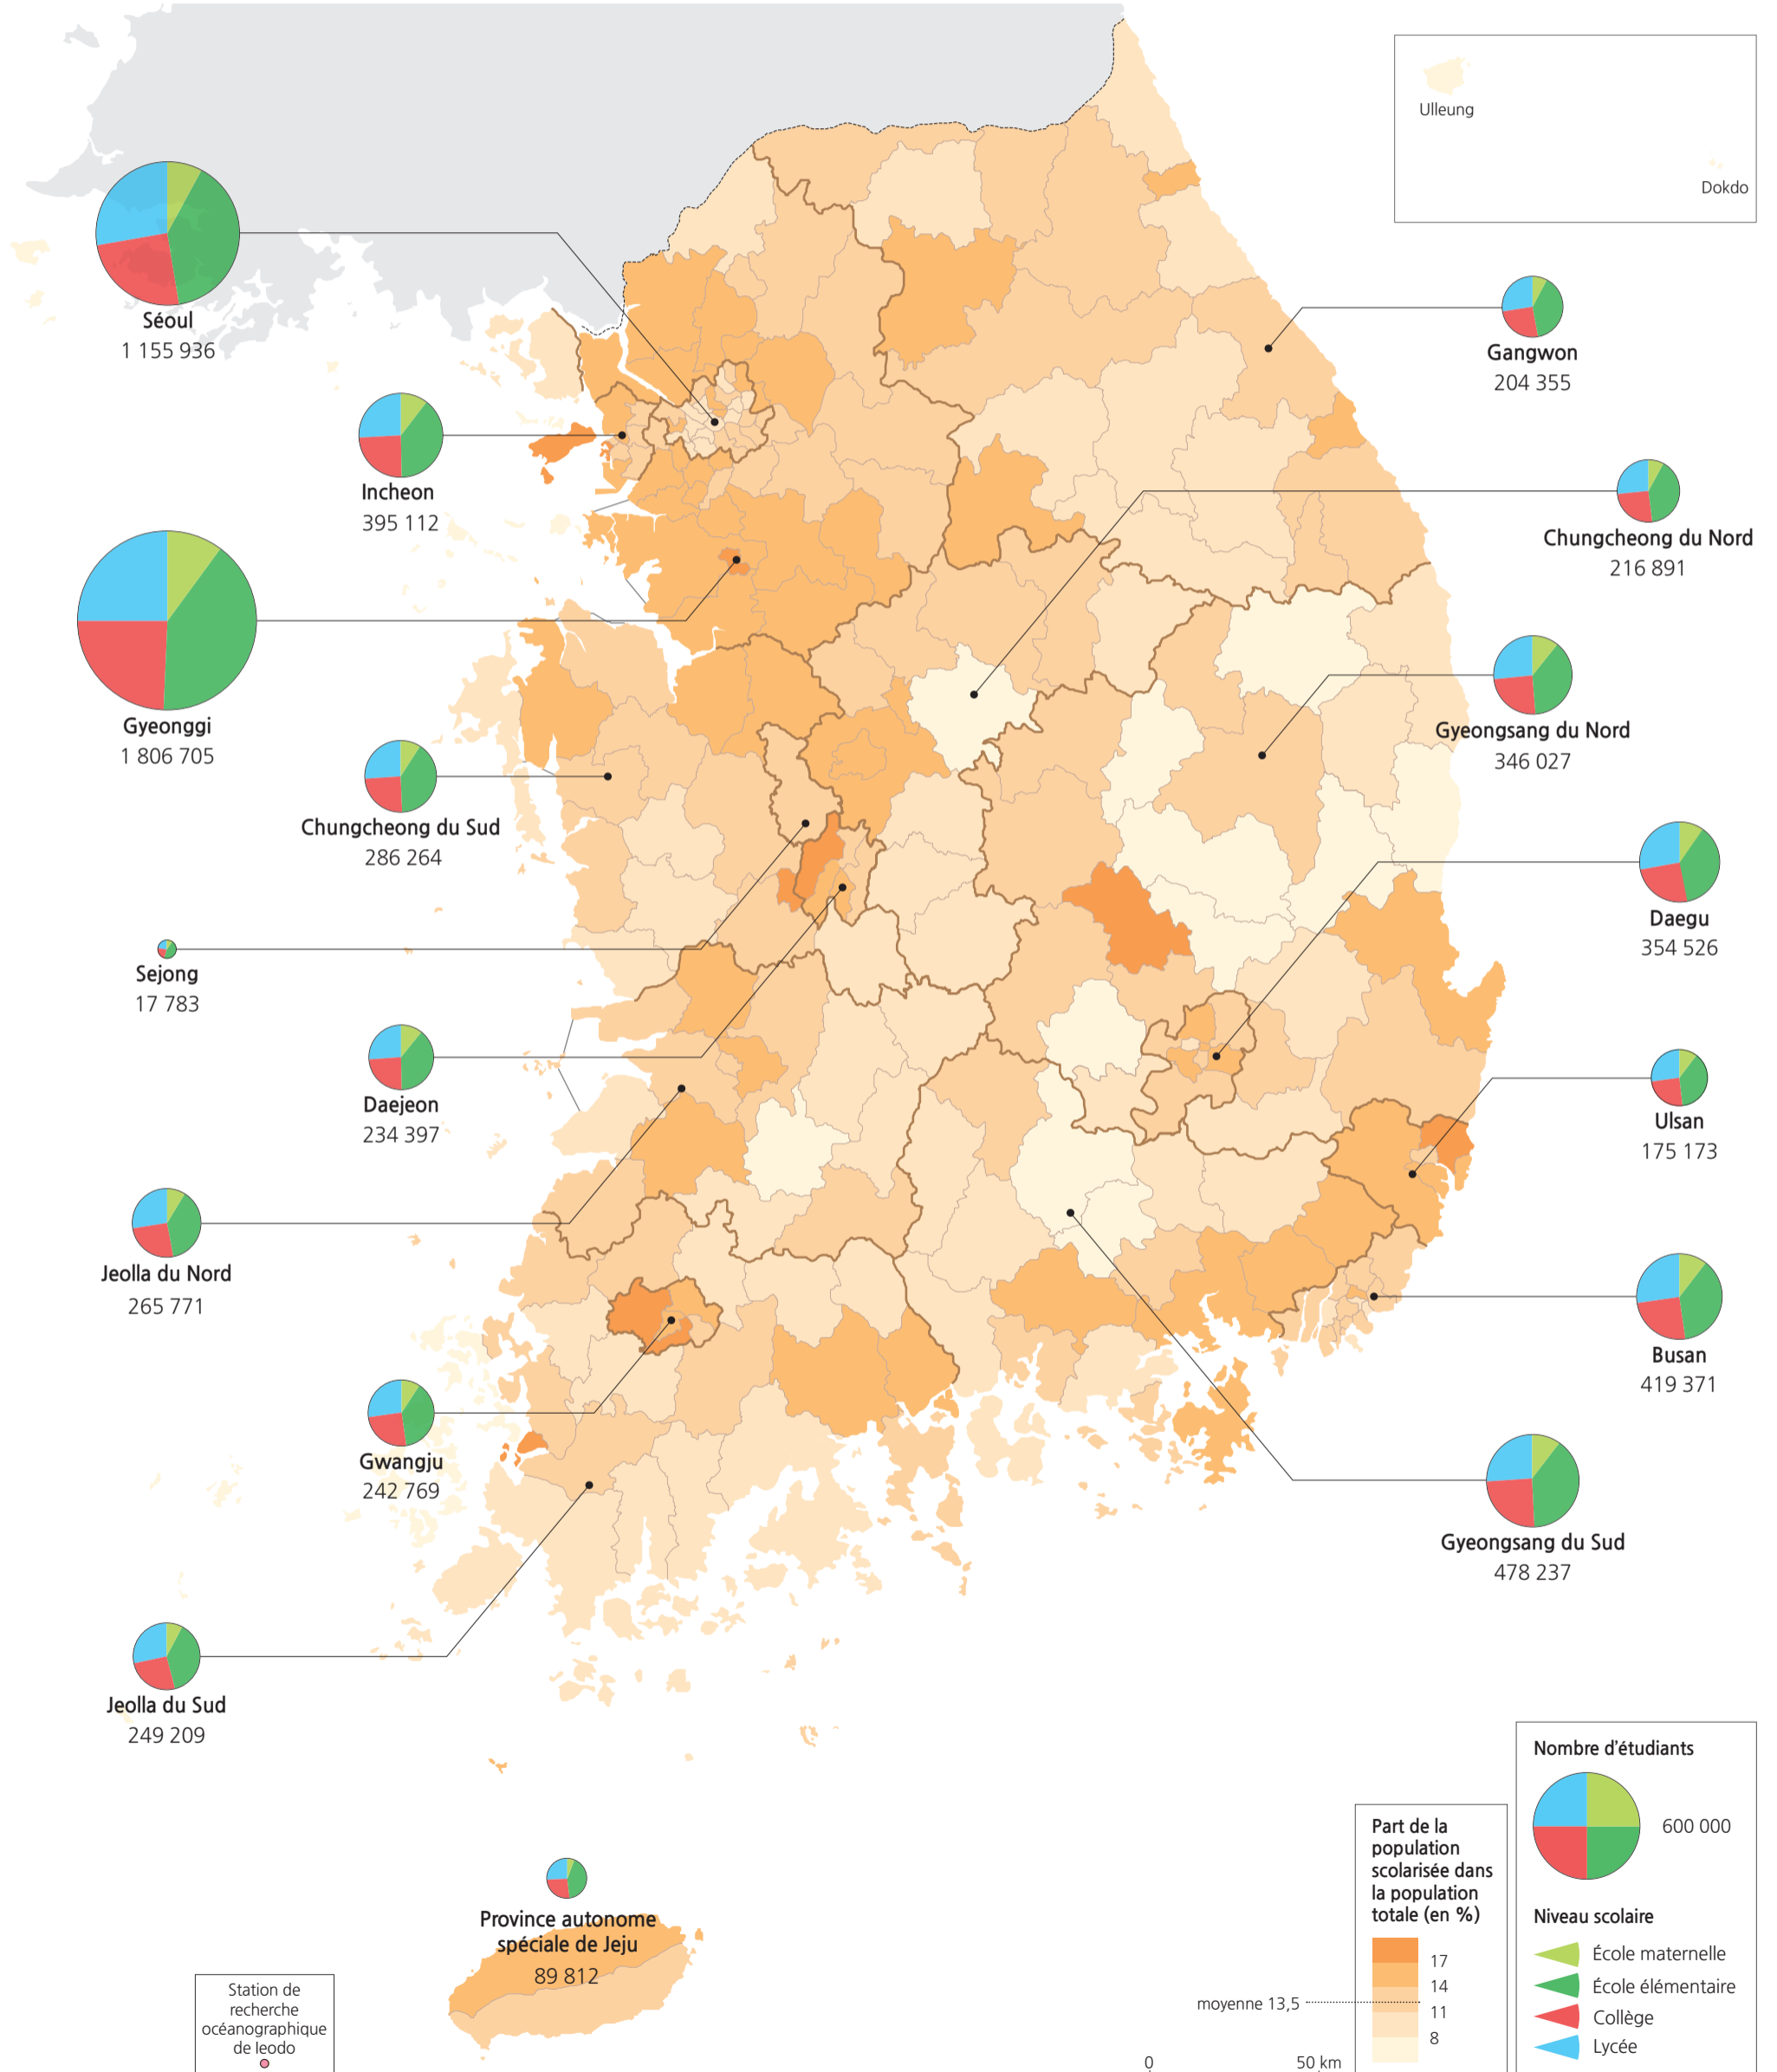 Ulleung
Dokdo
Séoul
1 155 936
Gangwon
204 355
Incheon
395 112
Chungcheong du Nord
216 891
Gyeonggi
1 806 705
Gyeongsang du Nord
346 027
Chungcheong du Sud
286 264
Daegu
354 526
Sejong
17 783
Daejeon
234 397
Ulsan
175 173
Jeolla du Nord
265 771
Busan
419 371
Gwangju
242 769
Gyeongsang du Sud
478 237
Jeolla du Sud
249 209
Province autonome
spéciale de Jeju
89 812
Station de
recherche
océanographique
de Ieodo
moyenne 13,5
0 50 km
Part de la
population
scolarisée dans
la population
totale (en %)
17
14
11
8
Nombre d'étudiants
600 000
Niveau scolaire
École maternelle
École élémentaire
Collège
Lycée